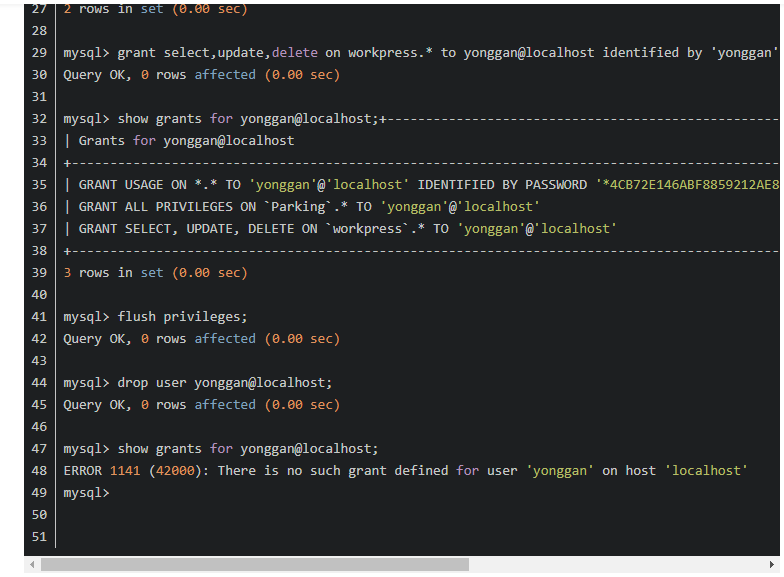 27 2 rows in set (0.00 sec)
28
29 mysql> grant select,update,delete on workpress.* to yonggan@localhost identified by 'yonggan'
30 Query OK, 0 rows affected (0.00 sec)
31
32 mysql> show grants for yonggan@localhost;+---------------------------------------------------
33 | Grants for yonggan@localhost
34 +--------------------------------------------------------------------------------------------
35 | GRANT USAGE ON *.* TO 'yonggan'@'localhost' IDENTIFIED BY PASSWORD '*4CB72E146ABF8859212AE8
36 | GRANT ALL PRIVILEGES ON `Parking`.* TO 'yonggan'@'localhost'
37 | GRANT SELECT, UPDATE, DELETE ON `workpress`.* TO 'yonggan'@'localhost'
38 +--------------------------------------------------------------------------------------------
39 3 rows in set (0.00 sec)
40
41 mysql> flush privileges;
42 Query OK, 0 rows affected (0.00 sec)
43
44 mysql> drop user yonggan@localhost;
45 Query OK, 0 rows affected (0.00 sec)
46
47 mysql> show grants for yonggan@localhost;
48 ERROR 1141 (42000): There is no such grant defined for user 'yonggan' on host 'localhost'
49 mysql>
50
51